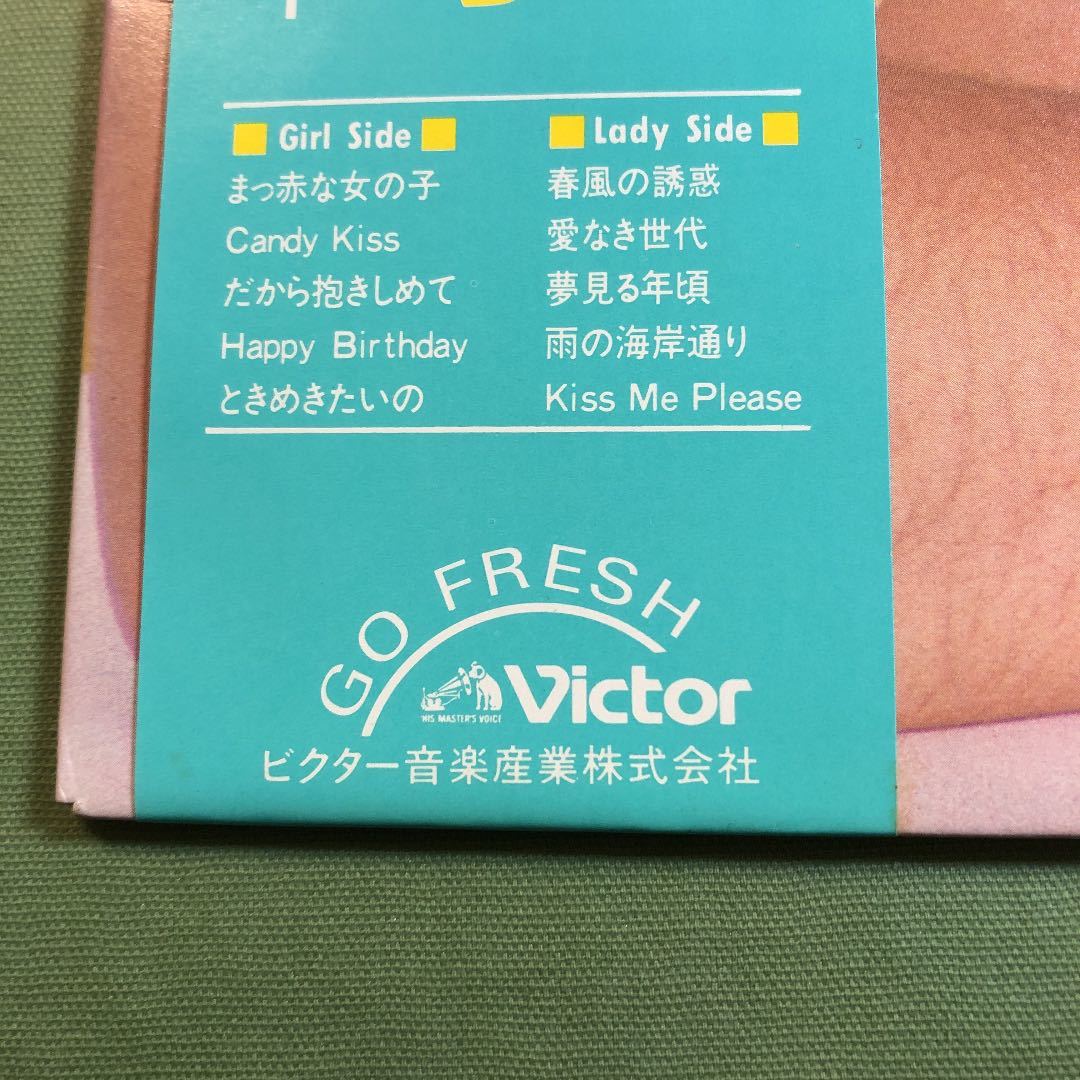 Girl Side
まっ赤な女の子
Candy Kiss
だから抱きしめて
Happy Birthday
ときめきたいの
Lady Side
春風の誘惑
愛なき世代
夢見る年頃
雨の海岸通り
Kiss Me Please
GO FRESH
"HIS MASTER'S VOICE"
Victor
ビクター音楽産業株式会社